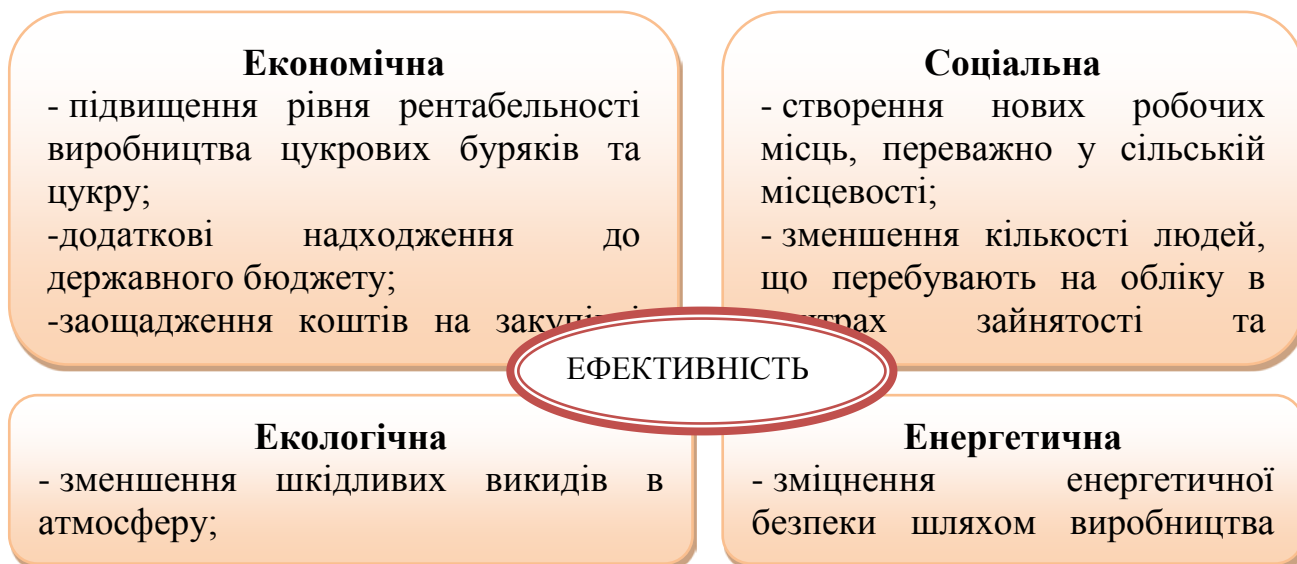 Економічна
- підвищення рівня рентабельності
виробництва цукрових буряків та
цукру;
-додаткові надходження до
державного бюджету;
-заощадження коштів на
Соціальна
- створення нових робочих
місць, переважно у сільській
місцевості;
- зменшення кількості людей,
що перебувають на обліку в
зайнятості та
ЕФЕКТИВНІСТЬ
Екологічна
- зменшення шкідливих викидів в
атмосферу;
Енергетична
- зміцнення енергетичної
безпеки шляхом виробництва